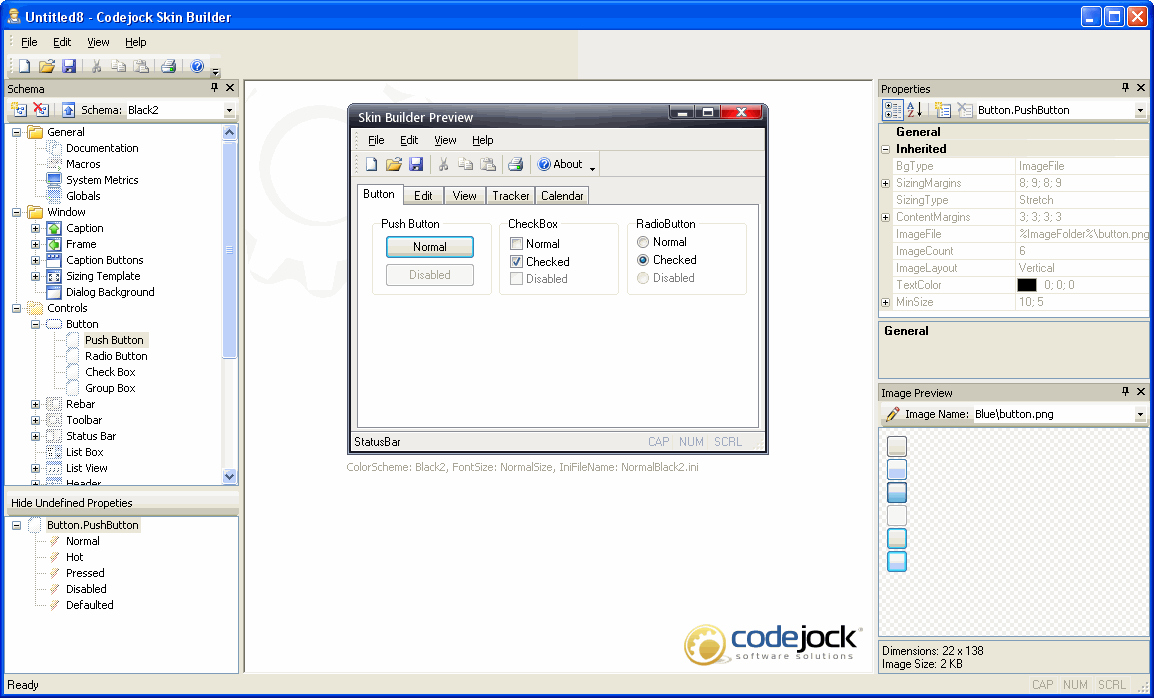 Untitled8 - Codejock Skin Builder
File Edit View Help
Schema
Schema: Black2
General
Documentation
Macros
System Metrics
Globals
Window
Caption
Frame
Caption Buttons
Sizing Template
Dialog Background
Controls
Button
Push Button
Radio Button
Check Box
Group Box
Rebar
Toolbar
Status Bar
List Box
List View
Header
Hide Undefined Propeties
Button.PushButton
Normal
Hot
Pressed
Disabled
Defaulted
Skin Builder Preview
File Edit View Help
About
Button Edit View Tracker Calendar
Push Button
Normal
Disabled
CheckBox
Normal
Checked
Disabled
RadioButton
Normal
Checked
Disabled
StatusBar CAP NUM SCRL
ColorScheme: Black2, FontSize: NormalSize, IniFileName: NormalBlack2.ini
codejock
software solutions
Properties
Button.PushButton
General
Inherited
BgType ImageFile
SizingMargins 8; 9; 8; 9
SizingType Stretch
ContentMargins 3; 3; 3; 3
ImageFile %ImageFolder%\button.png
ImageCount 6
ImageLayout Vertical
TextColor 0; 0; 0
MinSize 10; 5
General
Image Preview
Image Name: Blue\button.png
Dimensions: 22 x 138
Image Size: 2 KB
Ready CAP NUM SCRL